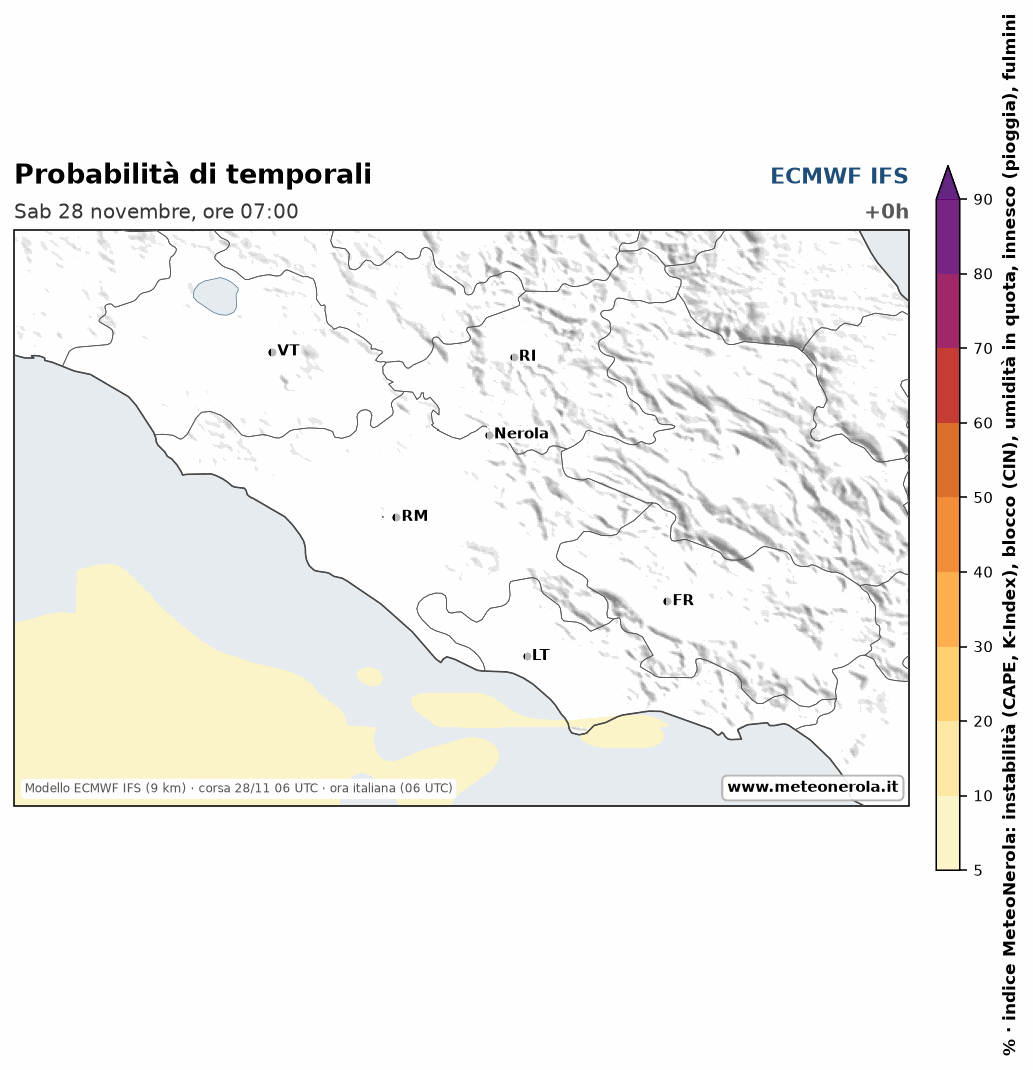 Probabilità di temporali
ECMWF IFS
Sab 28 novembre, ore 07:00
+0h
VT
RI
Nerola
RM
FR
LT
Modello ECMWF IFS (9 km) · corsa 28/11 06 UTC · ora italiana (06 UTC)
www.meteonerola.it
90
80
70
60
50
40
30
20
10
5
% · indice MeteoNerola: instabilità (CAPE, K-Index), blocco (CIN), umidità in quota, innesco (pioggia), fulmini